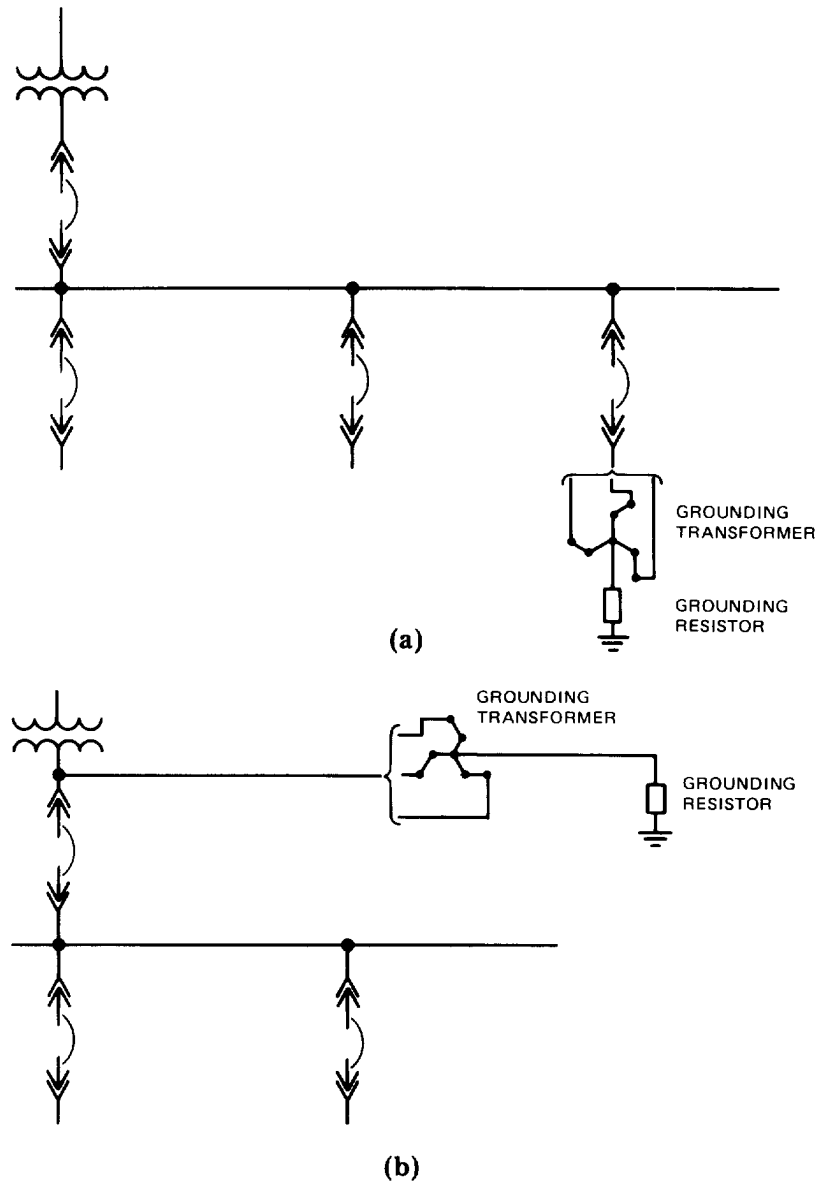 GROUNDING
TRANSFORMER
GROUNDING
RESISTOR
(a)
GROUNDING
TRANSFORMER
GROUNDING
RESISTOR
(b)